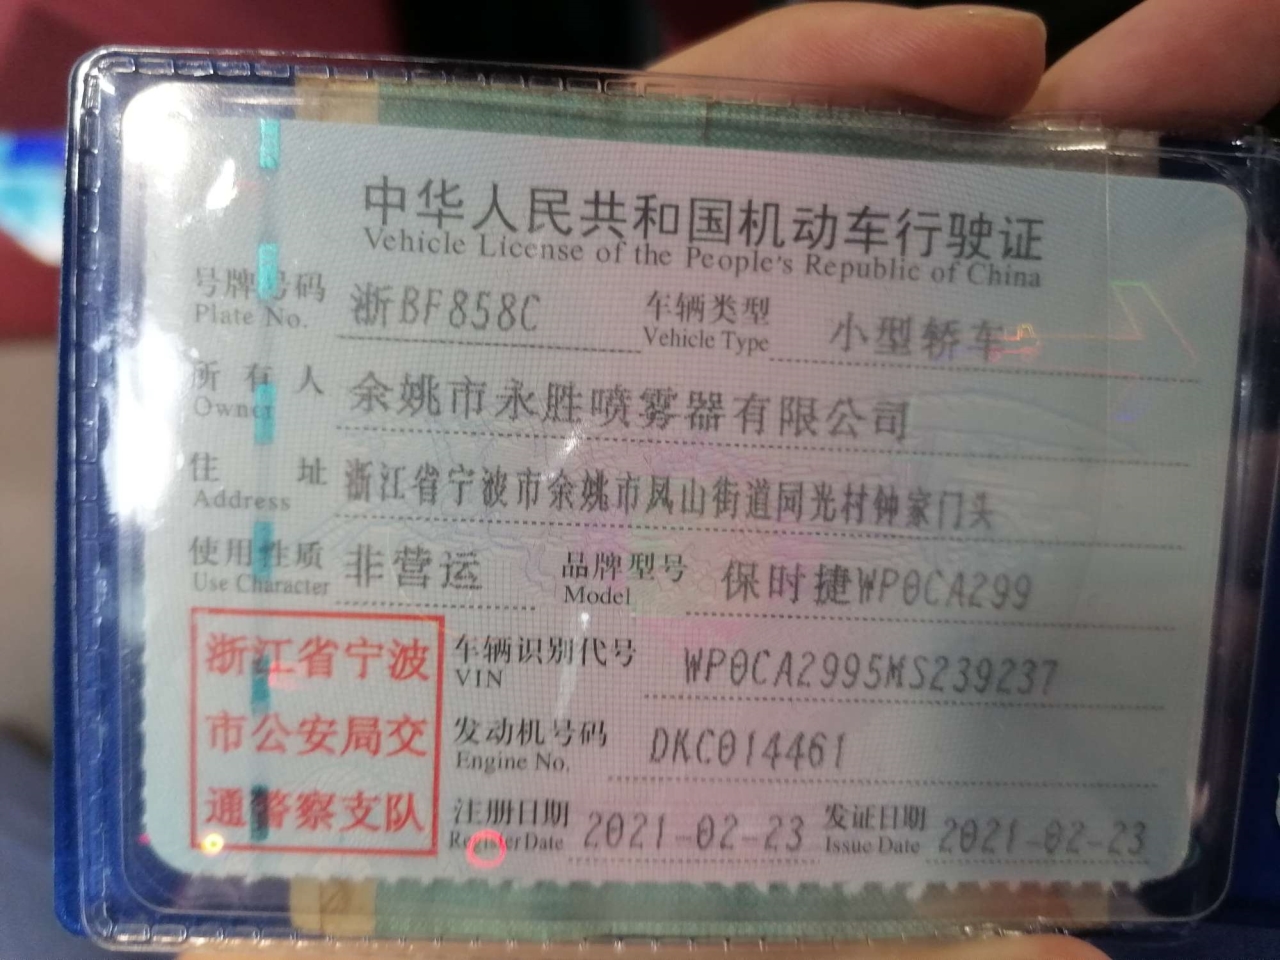 中华人民共和国机动车行驶证
Vehicle License of the People's Republic of China
号牌号码 浙BF858C 车辆类型 小型轿车
Plate No. Vehicle Type
所有人 余姚市永胜喷雾器有限公司
Owner
住址 浙江省宁波市余姚市凤山街道同光村钟家门头
Address
使用性质 非营运 品牌型号 保时捷WP0CA299
Use Character Model
浙江省宁波 车辆识别代号 WP0CA2995MS239237
VIN
市公安局交 发动机号码 DKC014461
Engine No.
通警察支队 注册日期 2021-02-23 发证日期 2021-02-23
Register Date Issue Date